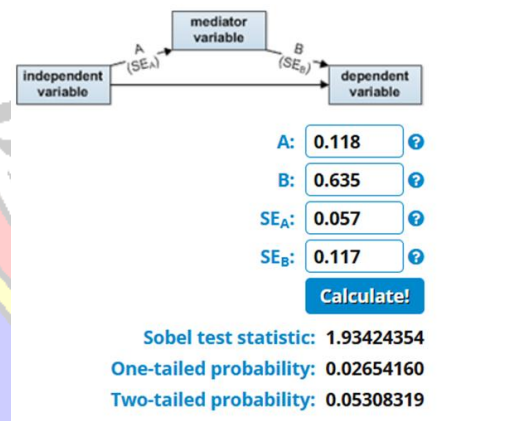 mediator
variable
A
(SEA)
B
(SEB)
independent
variable
dependent
variable
A: 0.118 ?
B: 0.635 ?
SEA: 0.057 ?
SEB: 0.117 ?
Calculate!
Sobel test statistic: 1.93424354
One-tailed probability: 0.02654160
Two-tailed probability: 0.05308319